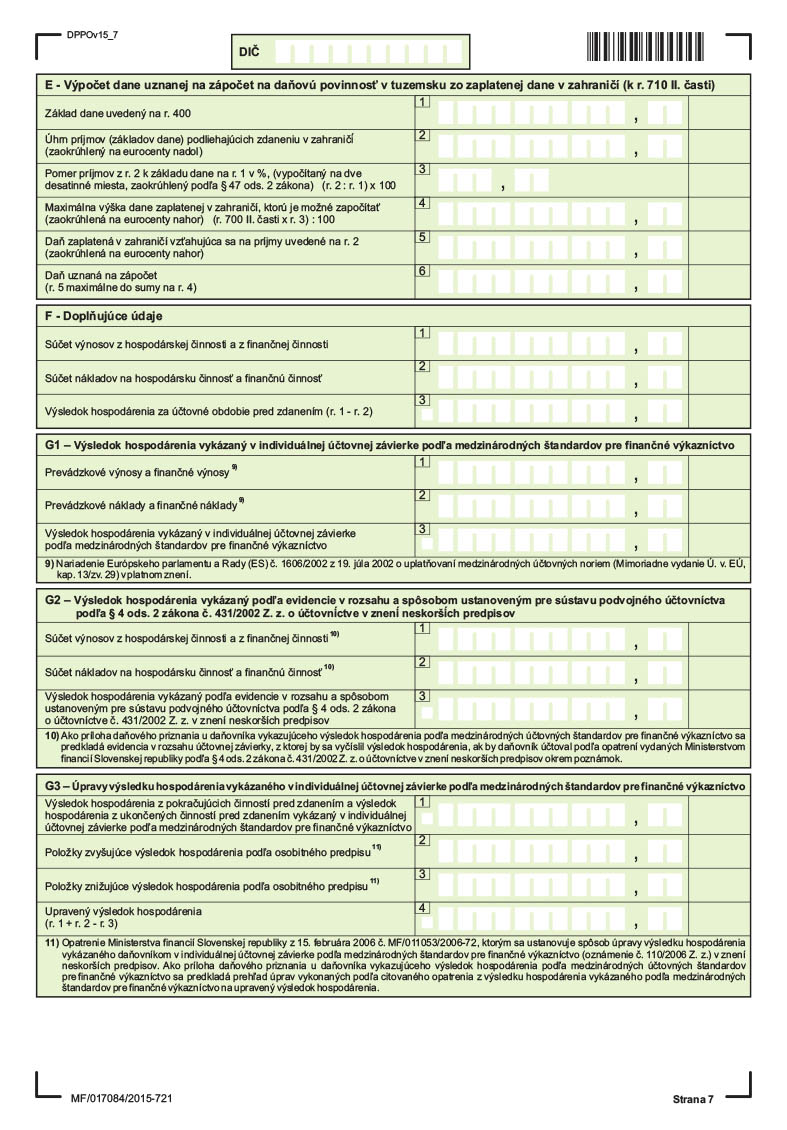 DPPOv15_7
DIČ
E - Výpočet dane uznanej na zápočet na daňovú povinnosť v tuzemsku zo zaplatenej dane v zahraničí (k r. 710 II. časti)
Základ dane uvedený na r. 400
1
,
Úhrn príjmov (základov dane) podliehajúcich zdaneniu v zahraničí
(zaokrúhlený na eurocenty nadol)
2
,
Pomer príjmov z r. 2 k základu dane na r. 1 v %, (vypočítaný na dve
desatinné miesta, zaokrúhlený podľa § 47 ods. 2 zákona) (r. 2 : r. 1) x 100
3
,
Maximálna výška dane zaplatenej v zahraničí, ktorú je možné započítať
(zaokrúhlená na eurocenty nahor) (r. 700 II. časti x r. 3) : 100
4
,
Daň zaplatená v zahraničí vzťahujúca sa na príjmy uvedené na r. 2
(zaokrúhlená na eurocenty nahor)
5
,
Daň uznaná na zápočet
(r. 5 maximálne do sumy na r. 4)
6
,
F - Doplňujúce údaje
Súčet výnosov z hospodárskej činnosti a z finančnej činnosti
1
,
Súčet nákladov na hospodársku činnosť a finančnú činnosť
2
,
Výsledok hospodárenia za účtovné obdobie pred zdanením (r. 1 - r. 2)
3
,
G1 – Výsledok hospodárenia vykázaný v individuálnej účtovnej závierke podľa medzinárodných štandardov pre finančné výkazníctvo
Prevádzkové výnosy a finančné výnosy 9)
1
,
Prevádzkové náklady a finančné náklady 9)
2
,
Výsledok hospodárenia vykázaný v individuálnej účtovnej závierke
podľa medzinárodných štandardov pre finančné výkazníctvo
3
,
9) Nariadenie Európskeho parlamentu a Rady (ES) č. 1606/2002 z 19. júla 2002 o uplatňovaní medzinárodných účtovných noriem (Mimoriadne vydanie Ú. v. EÚ,
kap. 13/zv. 29) v platnom znení.
G2 – Výsledok hospodárenia vykázaný podľa evidencie v rozsahu a spôsobom ustanoveným pre sústavu podvojného účtovníctva
podľa § 4 ods. 2 zákona č. 431/2002 Z. z. o účtovníctve v znení neskorších predpisov
Súčet výnosov z hospodárskej činnosti a z finančnej činnosti 10)
1
,
Súčet nákladov na hospodársku činnosť a finančnú činnosť 10)
2
,
Výsledok hospodárenia vykázaný podľa evidencie v rozsahu a spôsobom
ustanoveným pre sústavu podvojného účtovníctva podľa § 4 ods. 2 zákona
o účtovníctve č. 431/2002 Z. z. v znení neskorších predpisov
3
,
10) Ako príloha daňového priznania u daňovníka vykazujúceho výsledok hospodárenia podľa medzinárodných účtovných štandardov pre finančné výkazníctvo sa
predkladá evidencia v rozsahu účtovnej závierky, z ktorej by sa vyčíslil výsledok hospodárenia, ak by daňovník účtoval podľa opatrení vydaných Ministerstvom
financií Slovenskej republiky podľa § 4 ods. 2 zákona č. 431/2002 Z. z. o účtovníctve v znení neskorších predpisov okrem poznámok.
G3 – Úpravy výsledku hospodárenia vykázaného v individuálnej účtovnej závierke podľa medzinárodných štandardov pre finančné výkazníctvo
Výsledok hospodárenia z pokračujúcich činností pred zdanením a výsledok
hospodárenia z ukončených činností pred zdanením vykázaný v individuálnej
účtovnej závierke podľa medzinárodných štandardov pre finančné výkazníctvo
1
,
Položky zvyšujúce výsledok hospodárenia podľa osobitného predpisu 11)
2
,
Položky znižujúce výsledok hospodárenia podľa osobitného predpisu 11)
3
,
Upravený výsledok hospodárenia
(r. 1 + r. 2 - r. 3)
4
,
11) Opatrenie Ministerstva financií Slovenskej republiky z 15. februára 2006 č. MF/011053/2006-72, ktorým sa ustanovuje spôsob úpravy výsledku hospodárenia
vykázaného daňovníkom v individuálnej účtovnej závierke podľa medzinárodných štandardov pre finančné výkazníctvo (oznámenie č. 110/2006 Z. z.) v znení
neskorších predpisov. Ako príloha daňového priznania u daňovníka vykazujúceho výsledok hospodárenia podľa medzinárodných účtovných štandardov
pre finančné výkazníctvo sa predkladá prehľad úprav vykonaných podľa citovaného opatrenia z výsledku hospodárenia vykázaného podľa medzinárodných
štandardov pre finančné výkazníctvo na upravený výsledok hospodárenia.
MF/017084/2015-721
Strana 7